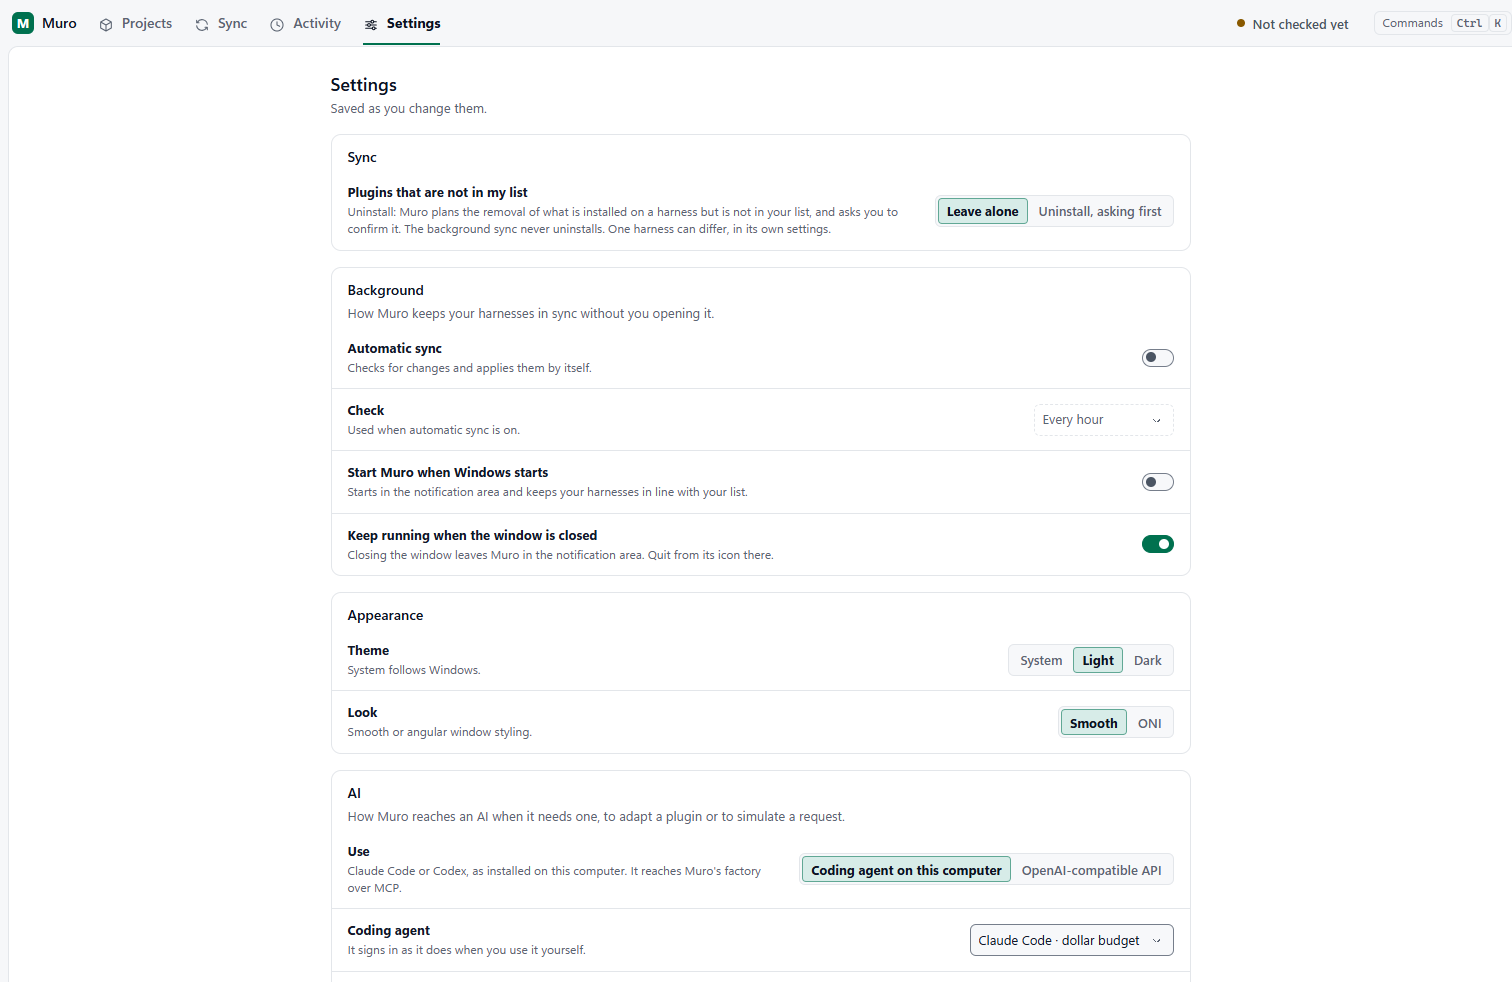 M Muro Projects Sync Activity Settings Not checked yet Commands Ctrl K
Settings
Saved as you change them.
Sync
Plugins that are not in my list
Uninstall: Muro plans the removal of what is installed on a harness but is not in your list, and asks you to
confirm it. The background sync never uninstalls. One harness can differ, in its own settings.
Leave alone Uninstall, asking first
Background
How Muro keeps your harnesses in sync without you opening it.
Automatic sync
Checks for changes and applies them by itself.
Check
Used when automatic sync is on.
Every hour
Start Muro when Windows starts
Starts in the notification area and keeps your harnesses in line with your list.
Keep running when the window is closed
Closing the window leaves Muro in the notification area. Quit from its icon there.
Appearance
Theme
System follows Windows.
System Light Dark
Look
Smooth or angular window styling.
Smooth ONI
AI
How Muro reaches an AI when it needs one, to adapt a plugin or to simulate a request.
Use
Claude Code or Codex, as installed on this computer. It reaches Muro's factory
over MCP.
Coding agent on this computer OpenAI-compatible API
Coding agent
It signs in as it does when you use it yourself.
Claude Code · dollar budget